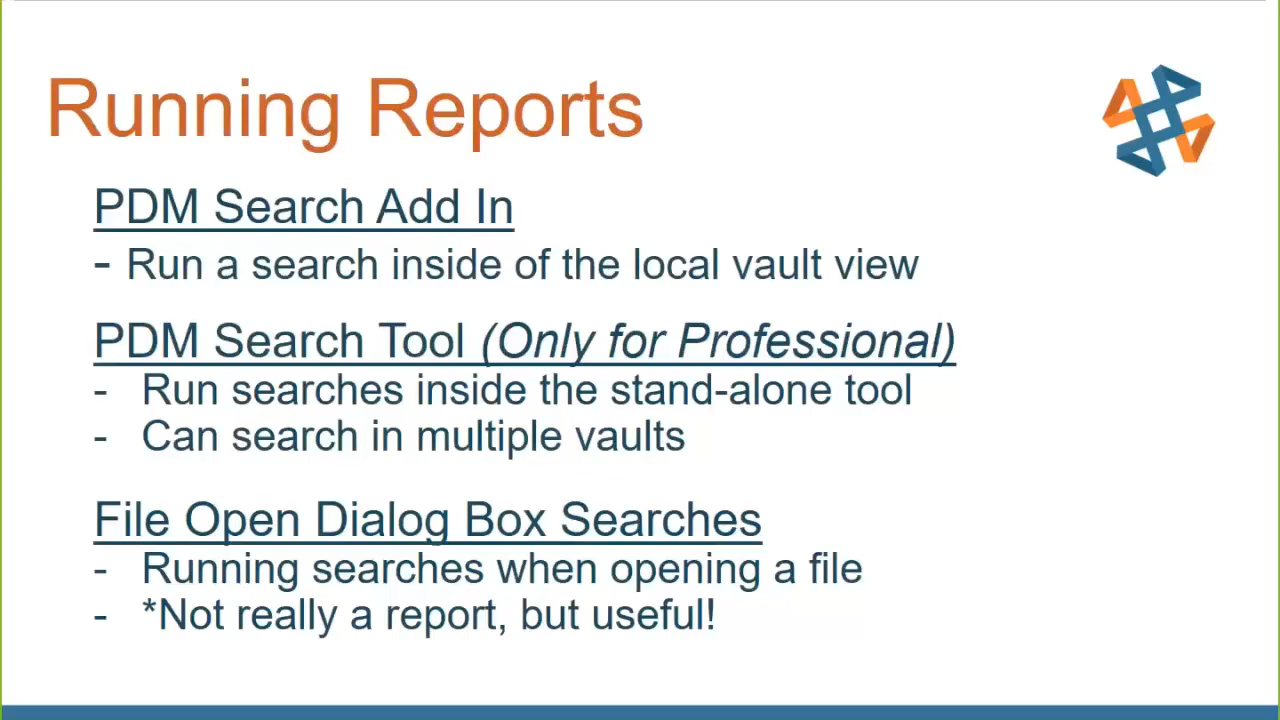 Running Reports
PDM Search Add In
- Run a search inside of the local vault view
PDM Search Tool (Only for Professional)
- Run searches inside the stand-alone tool
- Can search in multiple vaults
File Open Dialog Box Searches
- Running searches when opening a file
- *Not really a report, but useful!